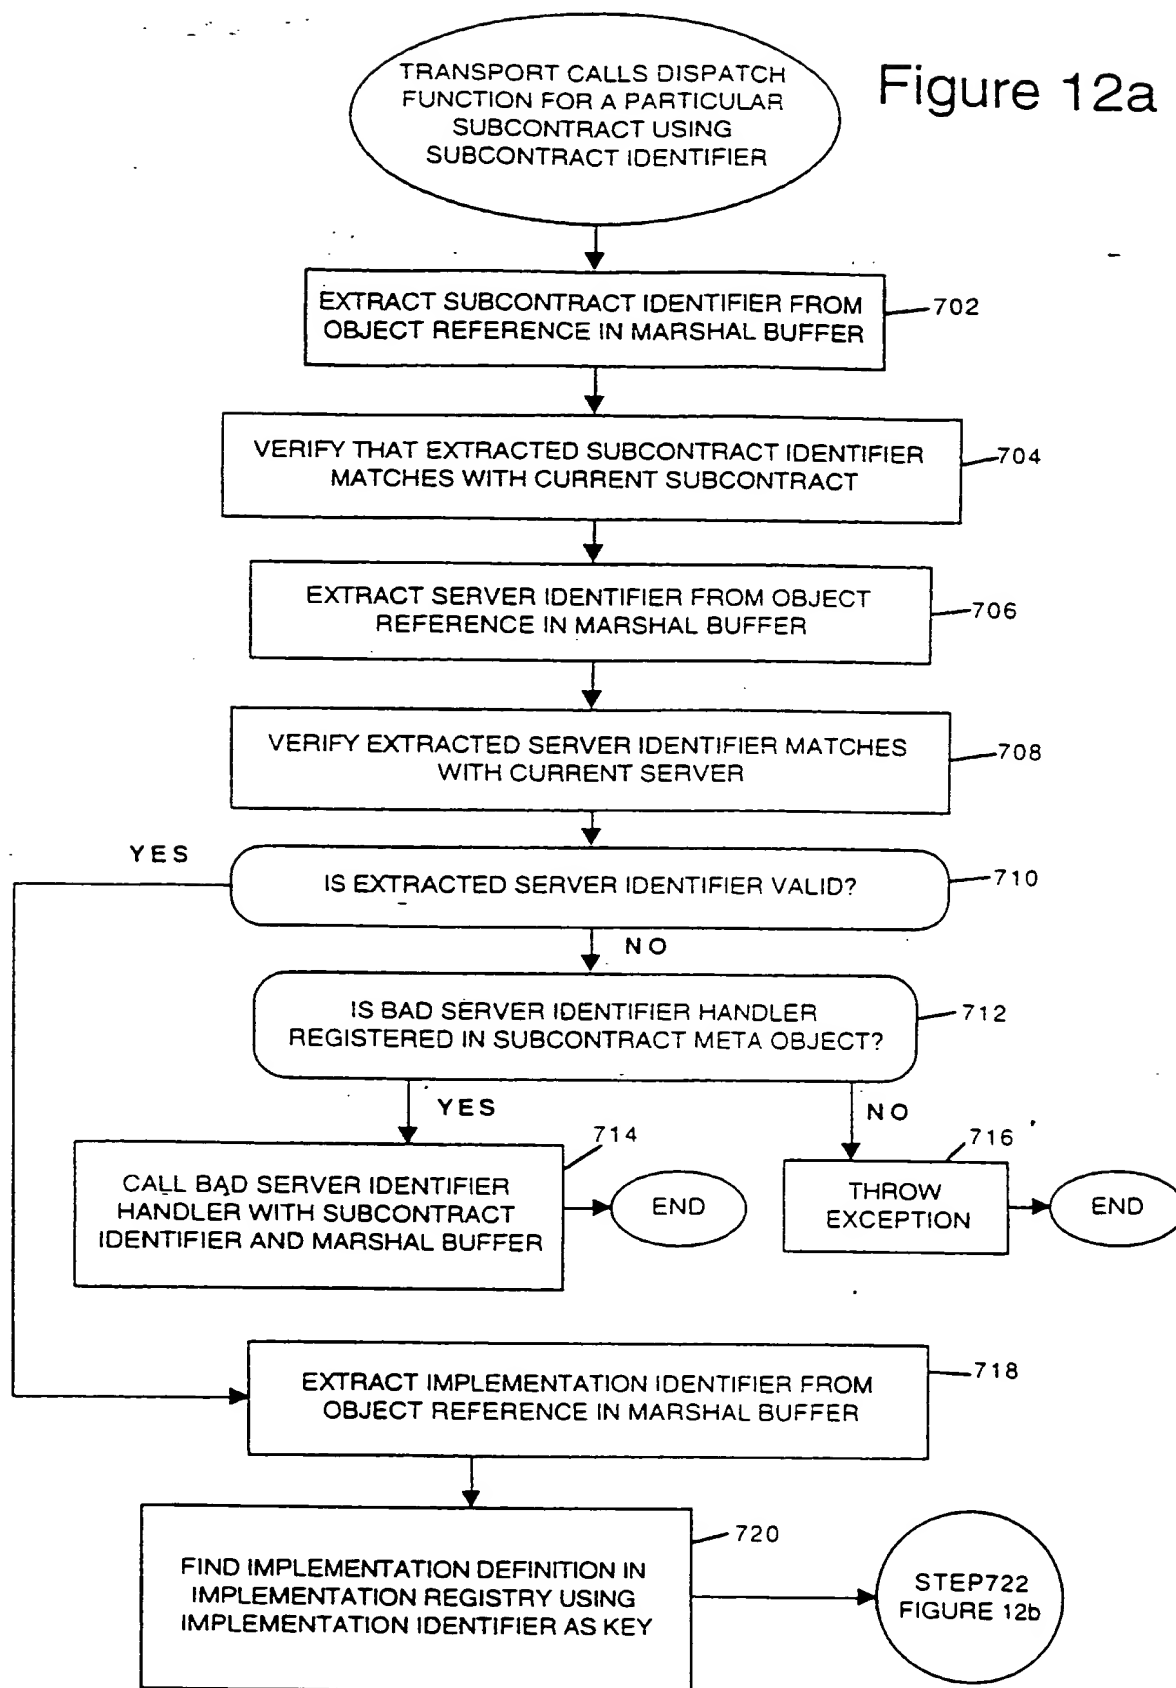 Figure 12a
TRANSPORT CALLS DISPATCH
FUNCTION FOR A PARTICULAR
SUBCONTRACT USING
SUBCONTRACT IDENTIFIER
EXTRACT SUBCONTRACT IDENTIFIER FROM
OBJECT REFERENCE IN MARSHAL BUFFER
702
VERIFY THAT EXTRACTED SUBCONTRACT IDENTIFIER
MATCHES WITH CURRENT SUBCONTRACT
704
EXTRACT SERVER IDENTIFIER FROM OBJECT
REFERENCE IN MARSHAL BUFFER
706
VERIFY EXTRACTED SERVER IDENTIFIER MATCHES
WITH CURRENT SERVER
708
YES
IS EXTRACTED SERVER IDENTIFIER VALID?
710
NO
IS BAD SERVER IDENTIFIER HANDLER
REGISTERED IN SUBCONTRACT META OBJECT?
712
YES
NO
714
CALL BAD SERVER IDENTIFIER
HANDLER WITH SUBCONTRACT
IDENTIFIER AND MARSHAL BUFFER
END
716
THROW
EXCEPTION
END
EXTRACT IMPLEMENTATION IDENTIFIER FROM
OBJECT REFERENCE IN MARSHAL BUFFER
718
FIND IMPLEMENTATION DEFINITION IN
IMPLEMENTATION REGISTRY USING
IMPLEMENTATION IDENTIFIER AS KEY
720
STEP722
FIGURE 12b